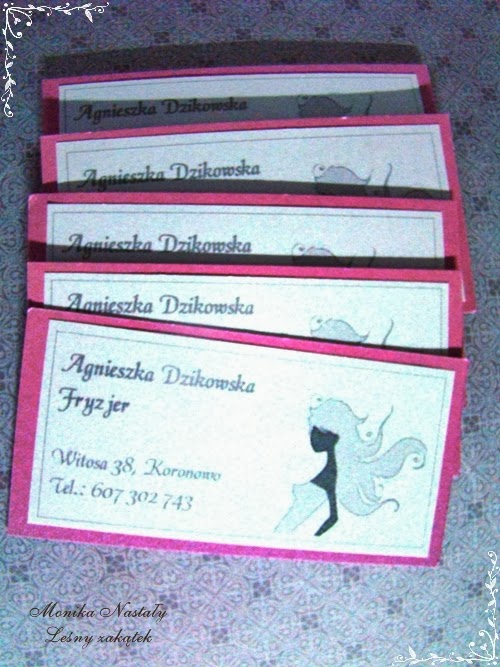 Agnieszka Dzikowska
Agnieszka Dzikowska
Agnieszka Dzikowska
Agnieszka Dzikowska
Agnieszka Dzikowska
Fryzjer
Witosa 38, Koronowo
Tel.: 607 302 743
Monika Nastały
Leśny zakątek